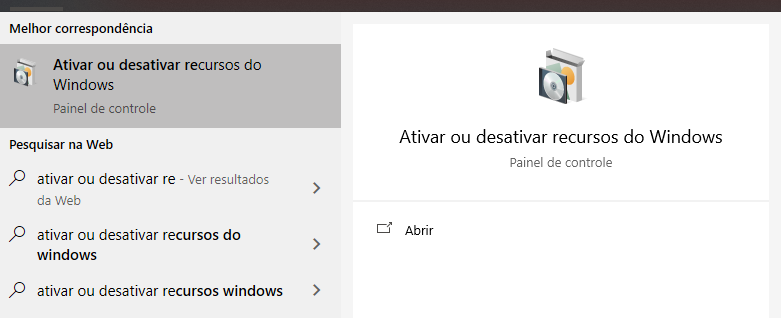 Melhor correspondência
Ativar ou desativar recursos do
Windows
Painel de controle
Pesquisar na Web
ativar ou desativar re - Ver resultados
da Web
ativar ou desativar recursos do
windows
ativar ou desativar recursos windows
Ativar ou desativar recursos do Windows
Painel de controle
Abrir